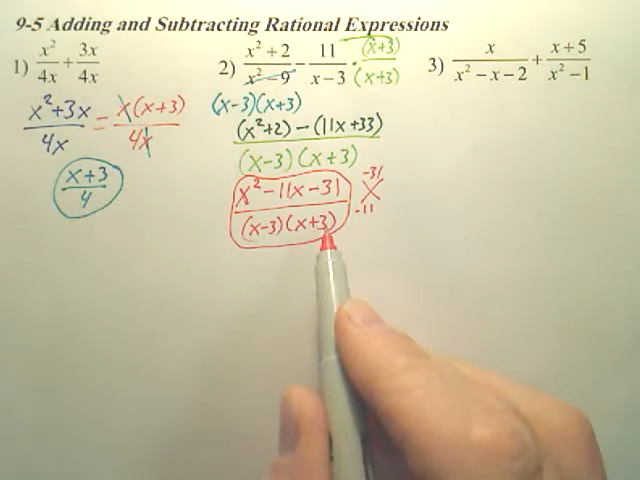 9-5 Adding and Subtracting Rational Expressions
1) x²/4x + 3x/4x
x²+3x/4x = x(x+3)/4x
x+3/4
2) x²+2/x²−9 − 11/x−3 · (x+3)/(x+3)
(x-3)(x+3)
(x²+2) − (11x+33)
(x-3)(x+3)
x²−11x−31
(x-3)(x+3)
-31
-11
3) x/x²−x−2 + x+5/x²−1